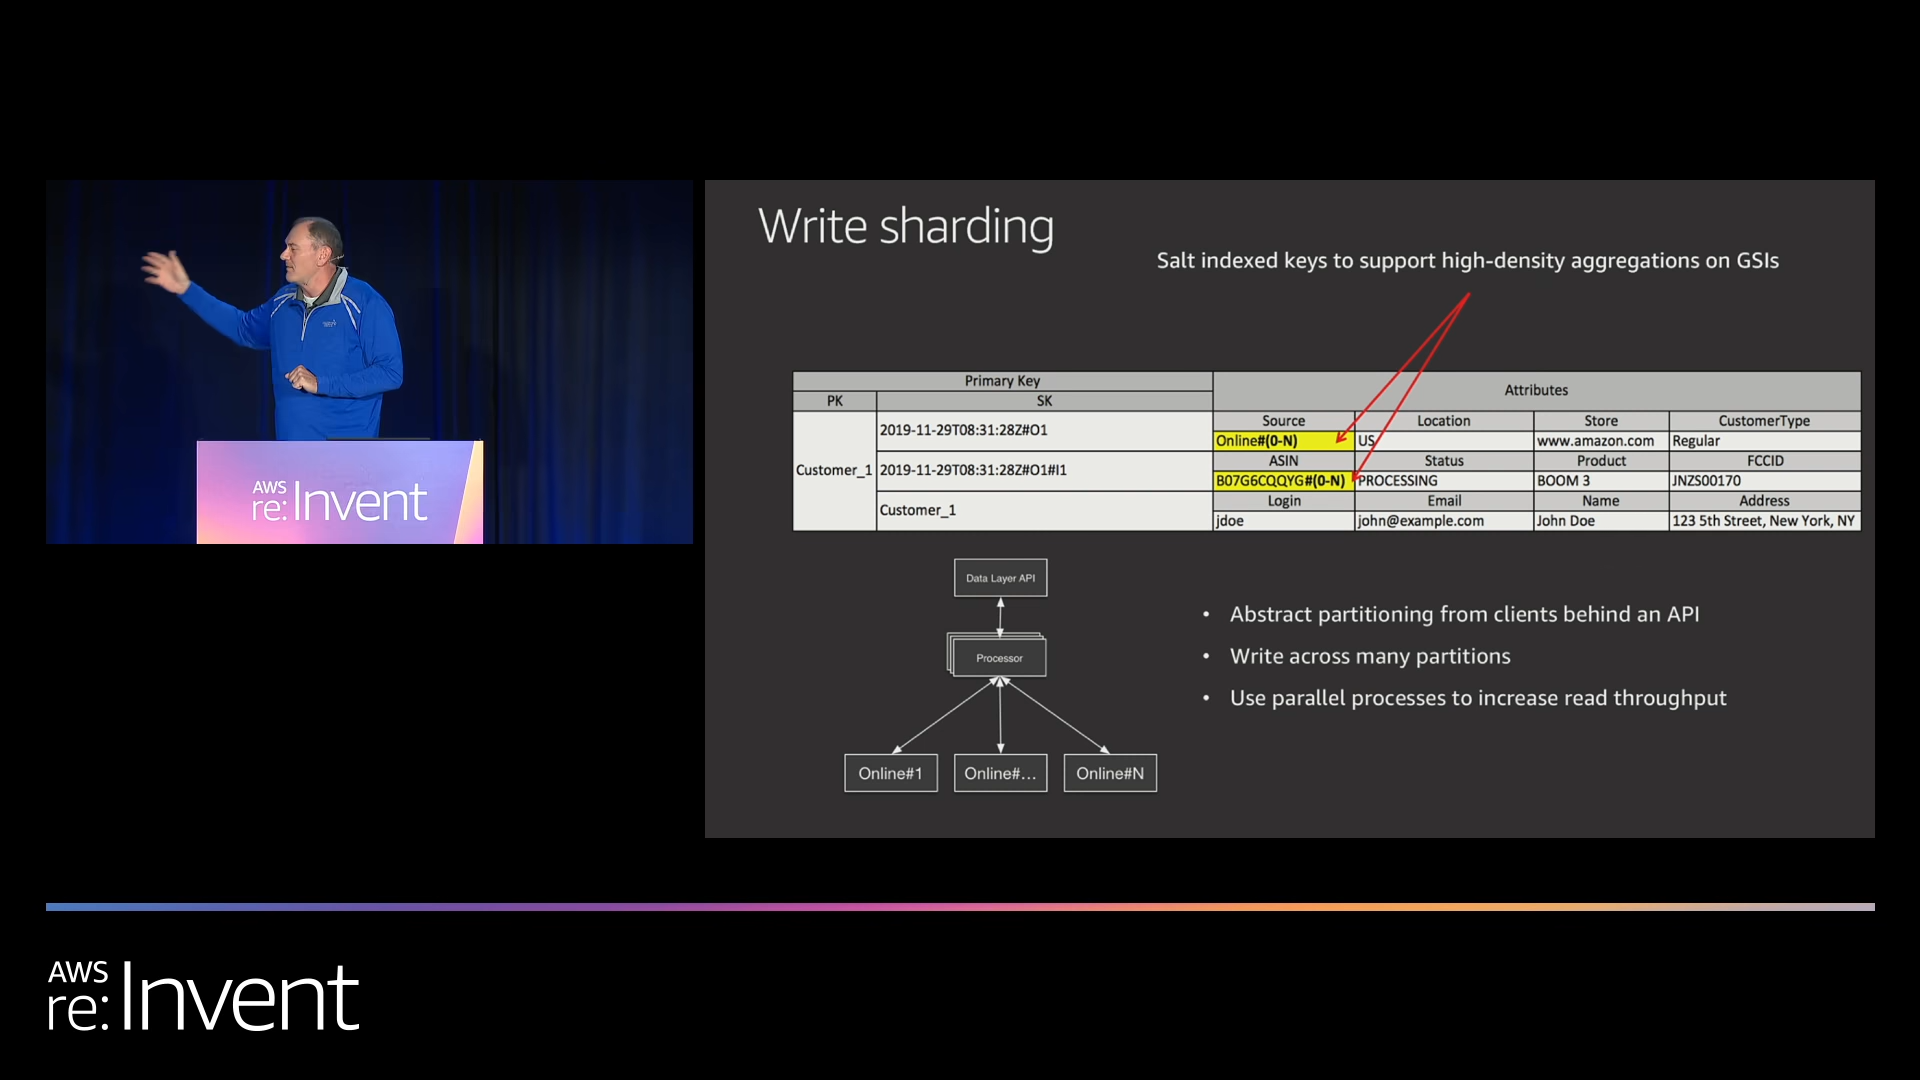 Write sharding
Salt indexed keys to support high-density aggregations on GSIs
Primary Key
Attributes
PK
SK
Customer_1
2019-11-29T08:31:28Z#O1
Source
Location
Store
CustomerType
Online#(0-N)
US
www.amazon.com
Regular
2019-11-29T08:31:28Z#O1#I1
ASIN
Status
Product
FCCID
B07G6CQQYG#(0-N)
PROCESSING
BOOM 3
JNZS00170
Customer_1
Login
Email
Name
Address
jdoe
john@example.com
John Doe
123 5th Street, New York, NY
Data Layer API
Processor
Online#1
Online#...
Online#N
• Abstract partitioning from clients behind an API
• Write across many partitions
• Use parallel processes to increase read throughput
AWS
re:Invent
AWS
re:Invent